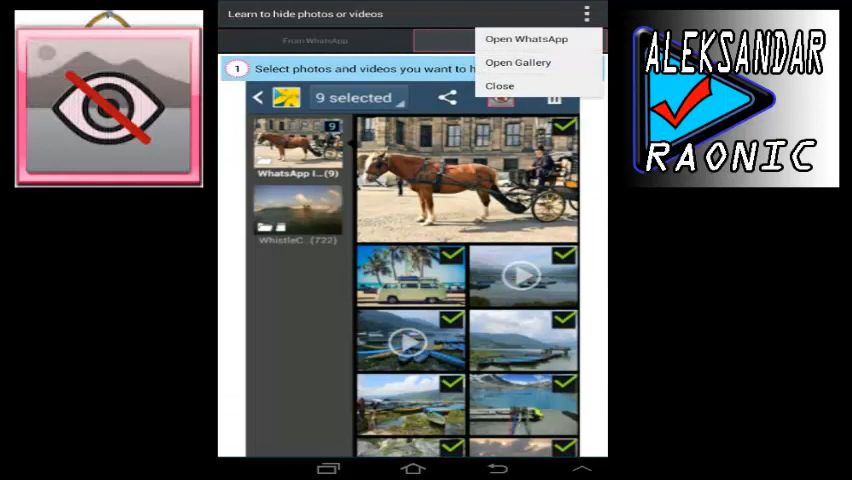 Learn to hide photos or videos
From WhatsApp
Open WhatsApp
Open Gallery
Close
1 Select photos and videos you want to h
9 selected
9
WhatsApp I...(9)
WhistleC...(722)
ALEKSANDAR
RAONIC